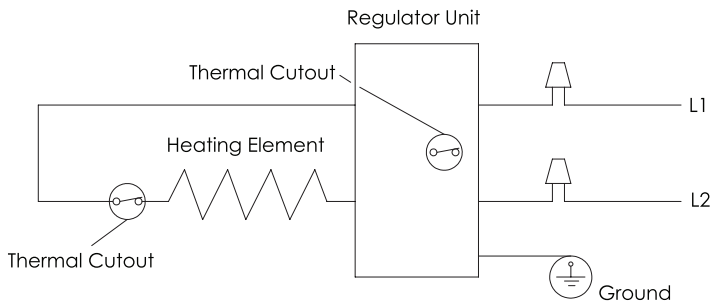 Regulator Unit
Thermal Cutout
L1
Heating Element
L2
Thermal Cutout
Ground